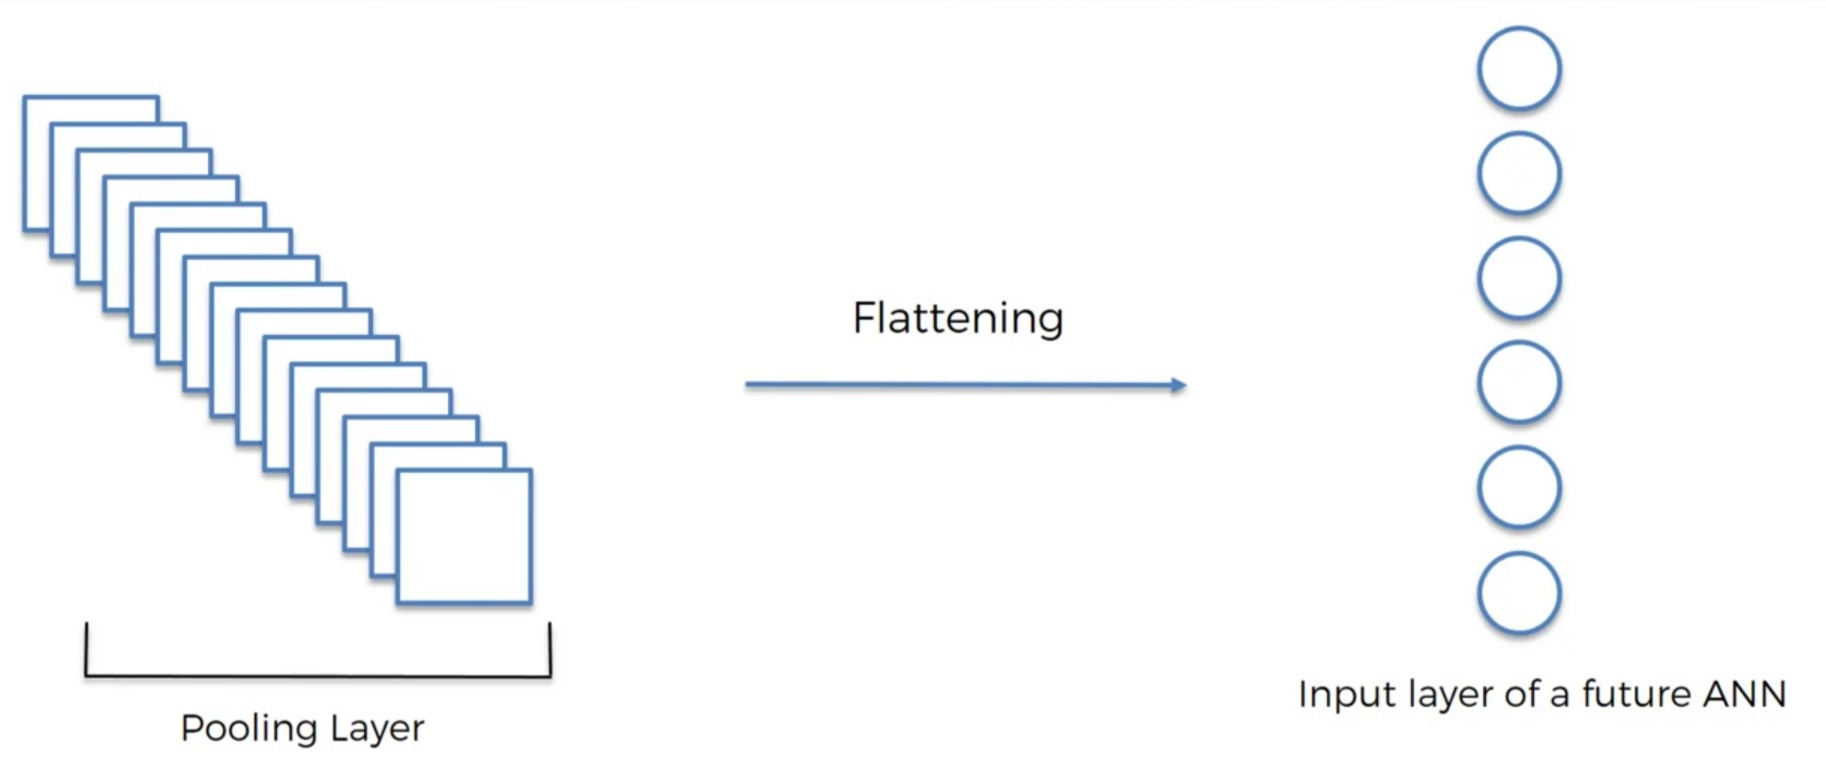 Flattening
Input layer of a future ANN
Pooling Layer